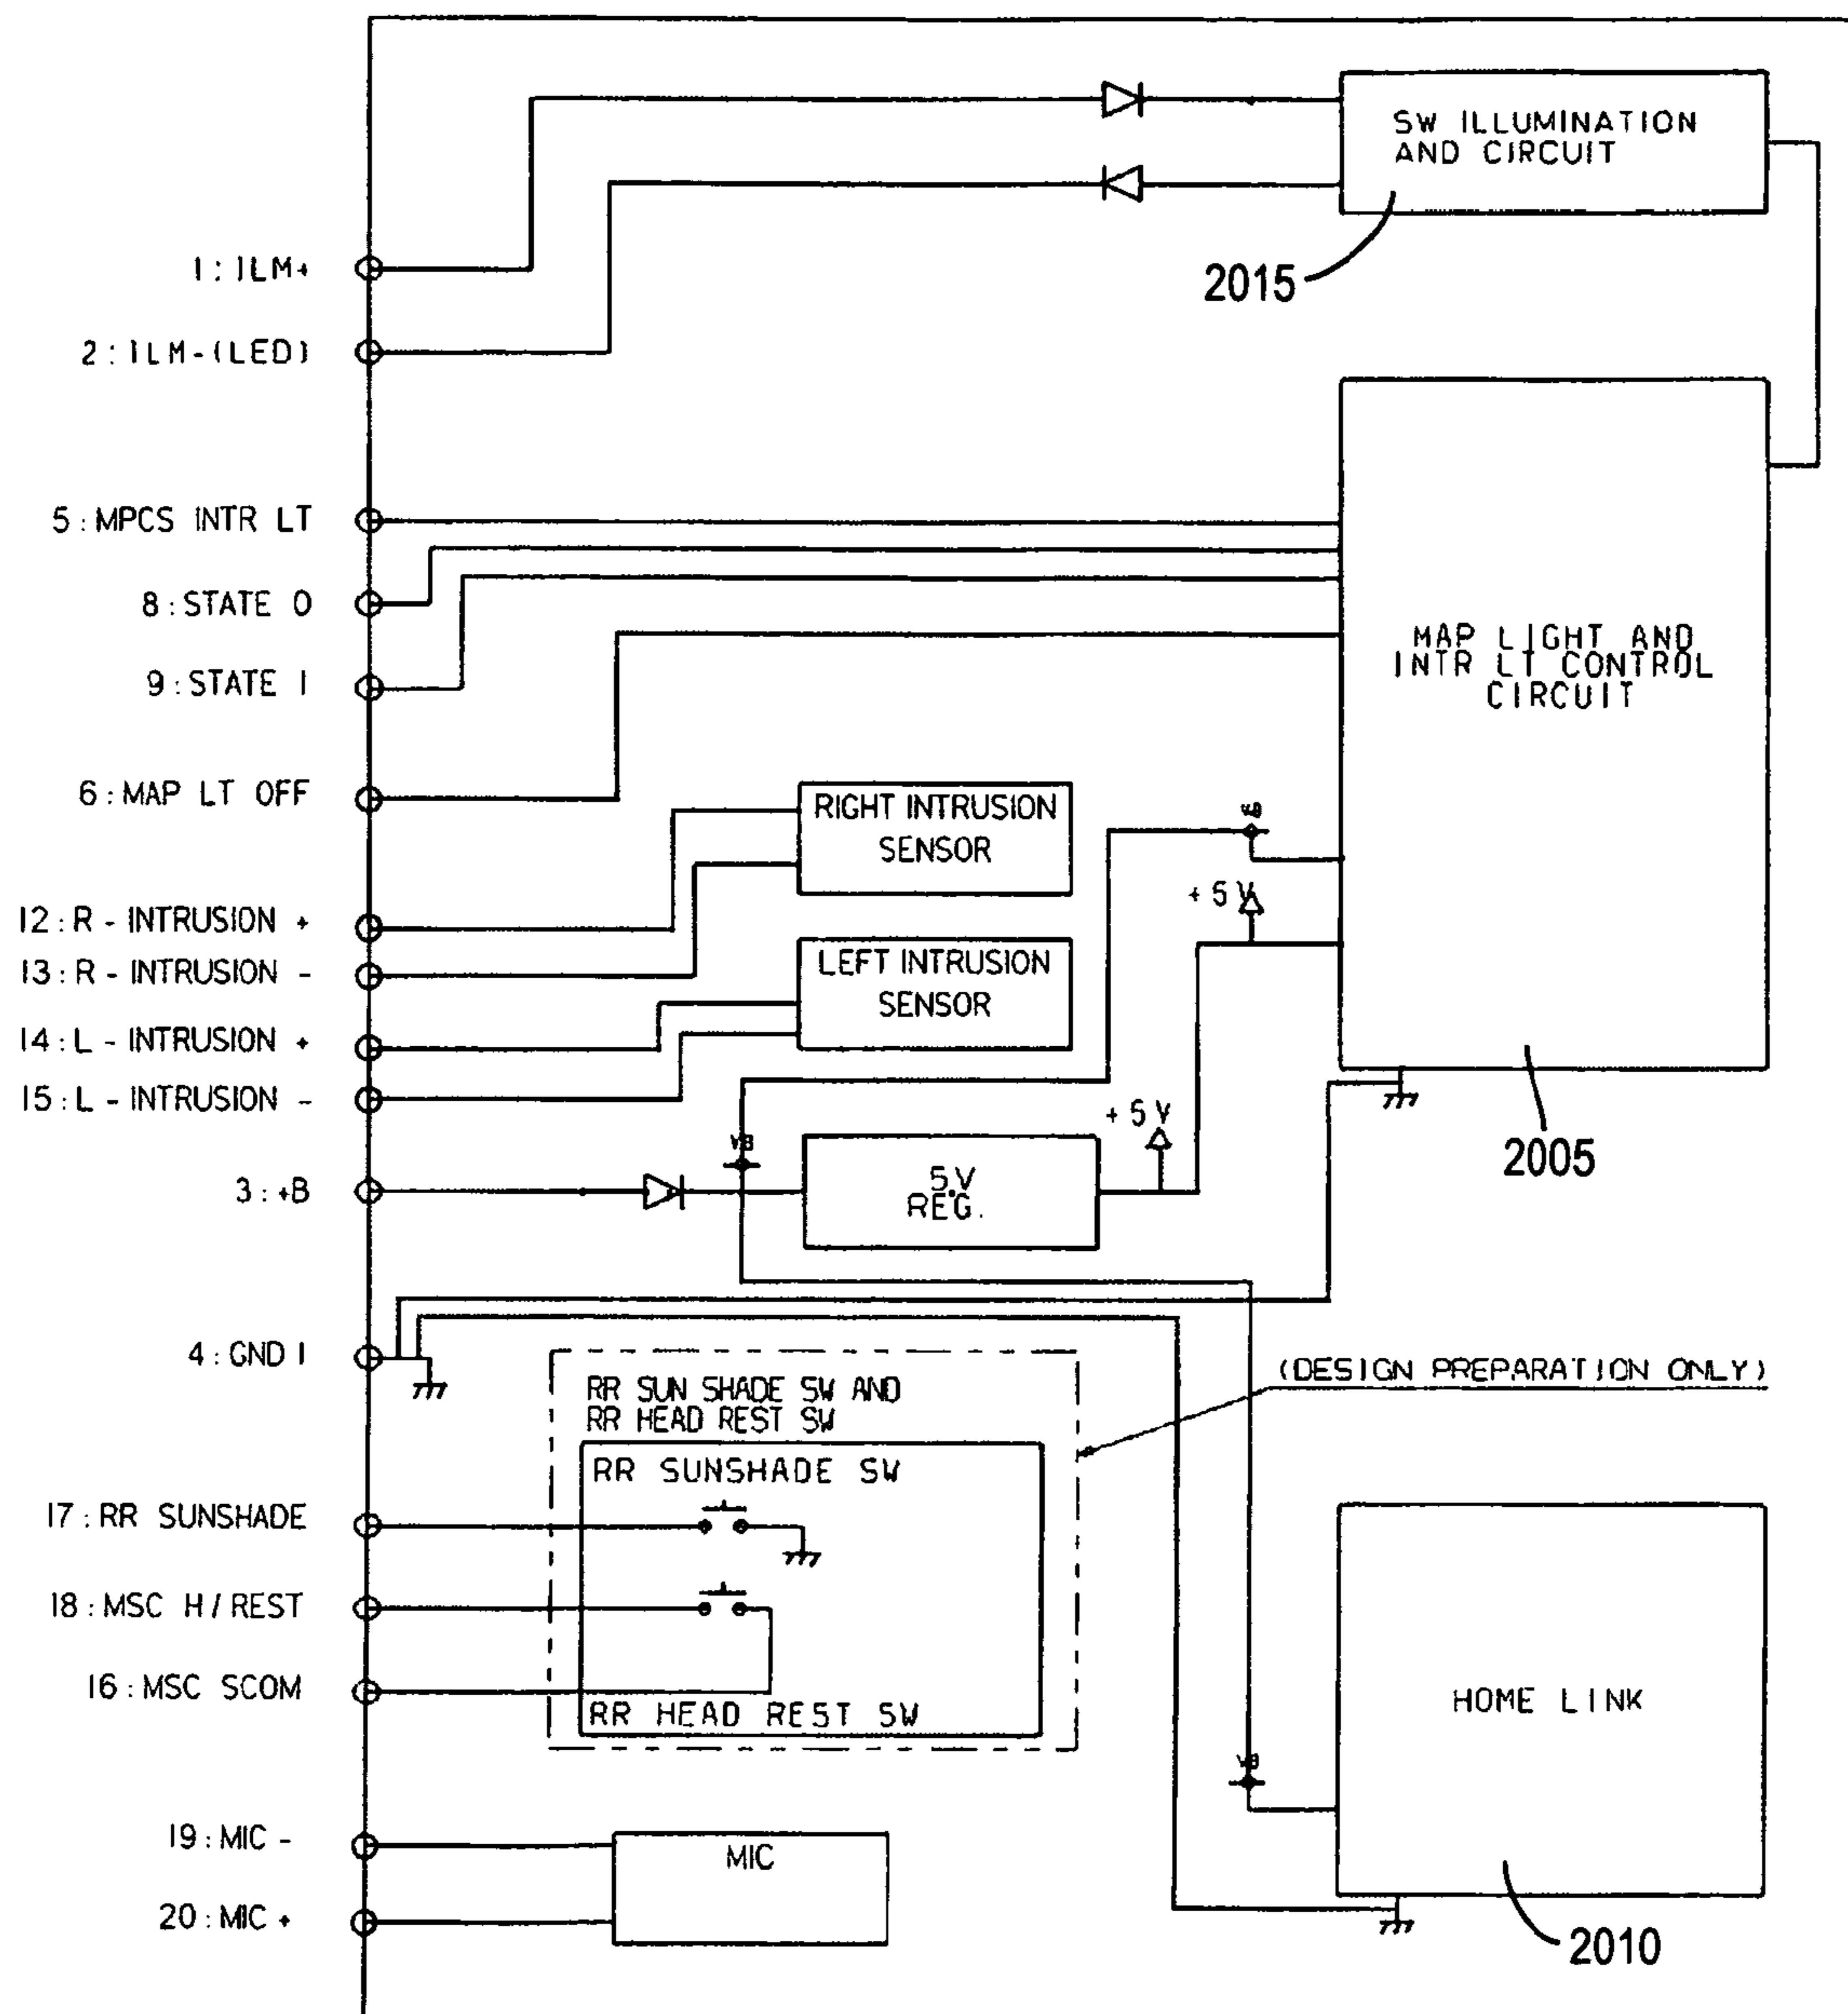 SW ILLUMINATION
AND CIRCUIT
2015
1: ILM+
2: ILM-(LED)
5: MPCS INTR LT
8: STATE 0
9: STATE 1
MAP LIGHT AND
INTR LT CONTROL
CIRCUIT
6: MAP LT OFF
RIGHT INTRUSION
SENSOR
VB
+5V
12: R - INTRUSION +
13: R - INTRUSION -
LEFT INTRUSION
SENSOR
14: L - INTRUSION +
15: L - INTRUSION -
+5V
2005
VB
3: +B
5.V
REG.
4: GND 1
(DESIGN PREPARATION ONLY)
RR SUN SHADE SW AND
RR HEAD REST SW
RR SUNSHADE SW
17: RR SUNSHADE
18: MSC H/REST
16: MSC SCOM
RR HEAD REST SW
HOME LINK
VB
19: MIC -
MIC
20: MIC +
2010